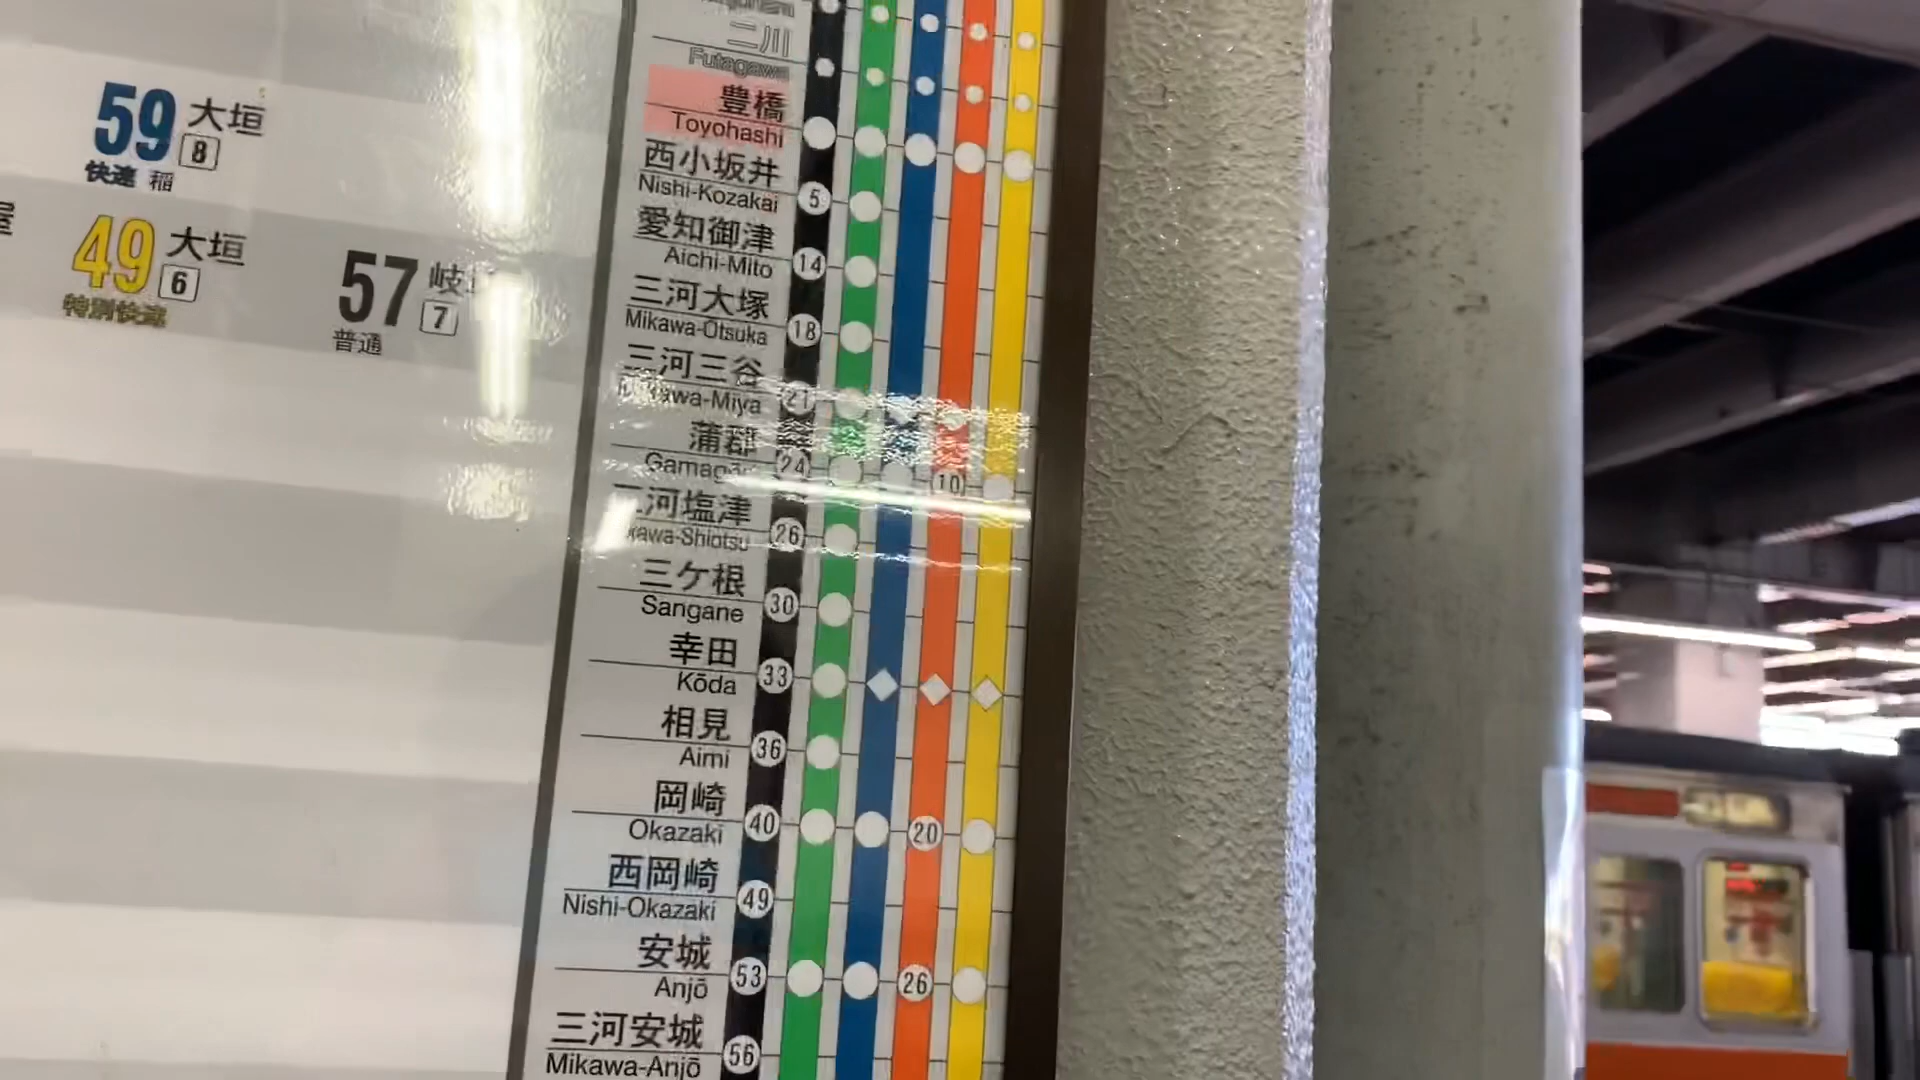 59 大垣
8
快速 稲
49 大垣
6
特別快速
57 岐
7
普通
二川
Futagawa
豊橋
Toyohashi
西小坂井
Nishi-Kozakai 5
愛知御津
Aichi-Mito 14
三河大塚
Mikawa-Ōtsuka 18
三河三谷
21
蒲郡
24 10
河塩津
26
三ケ根
Sangane 30
幸田
Kōda 33
相見
Aimi 36
岡崎
Okazaki 40 20
西岡崎
Nishi-Okazaki 49
安城
Anjō 53 26
三河安城
Mikawa-Anjō 56